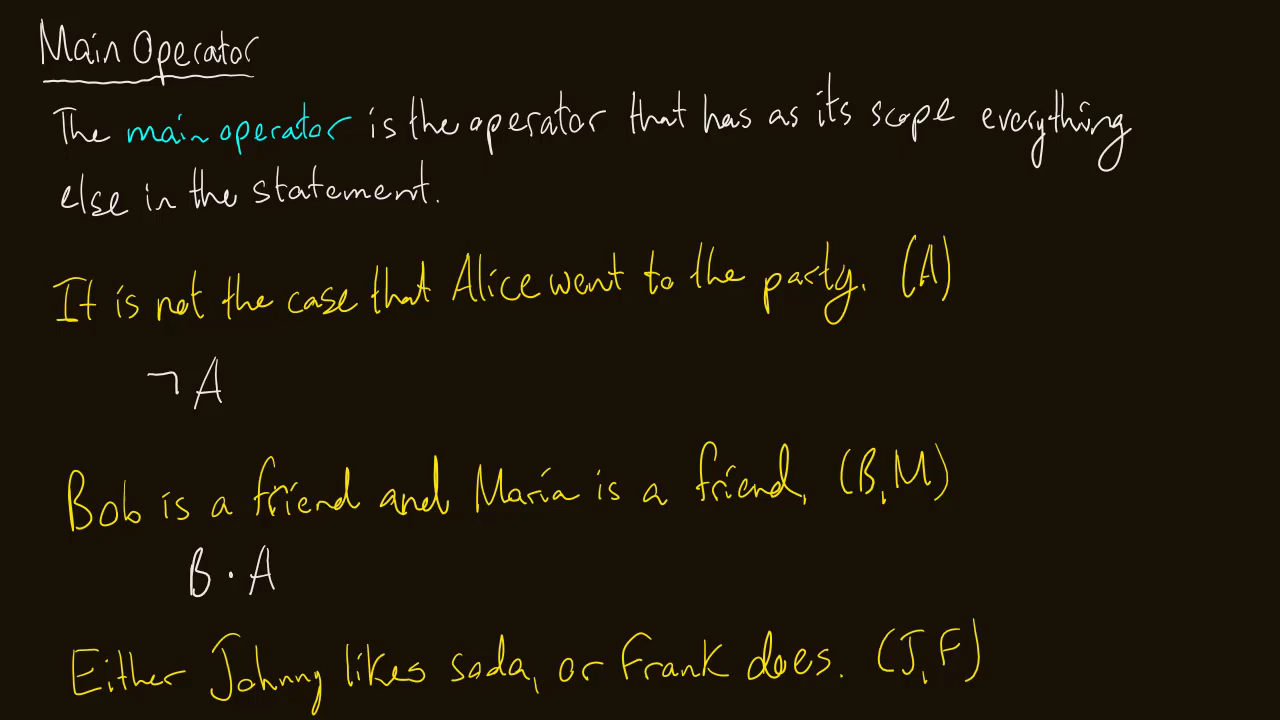 Main Operator
The main operator is the operator that has as its scope everything
else in the statement.
It is not the case that Alice went to the party. (A)
¬A
Bob is a friend and Maria is a friend. (B,M)
B · A
Either Johnny likes soda, or Frank does. (J,F)